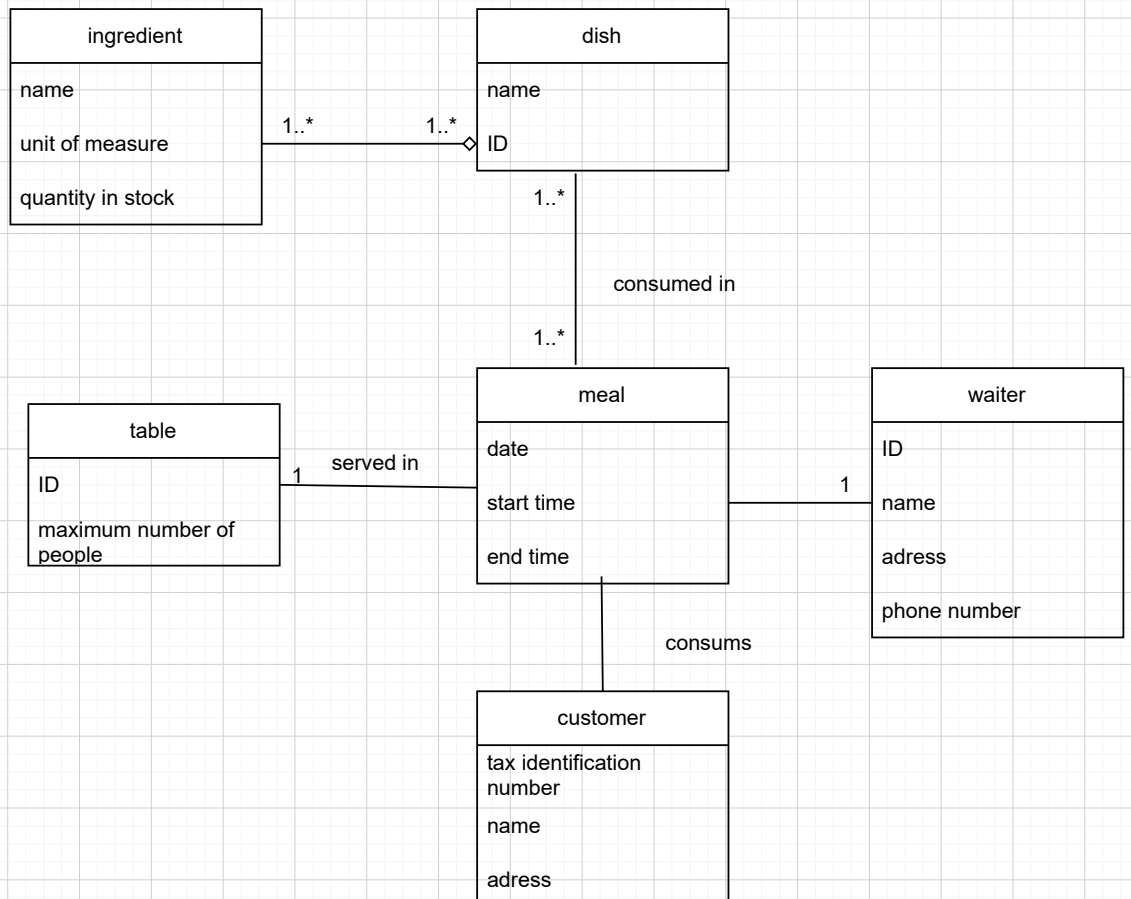 ingredient
name
unit of measure
quantity in stock
1..*
1..*
dish
name
ID
1..*
consumed in
1..*
table
ID
maximum number of
people
1
served in
meal
date
start time
end time
1
waiter
ID
name
adress
phone number
consums
customer
tax identification
number
name
adress